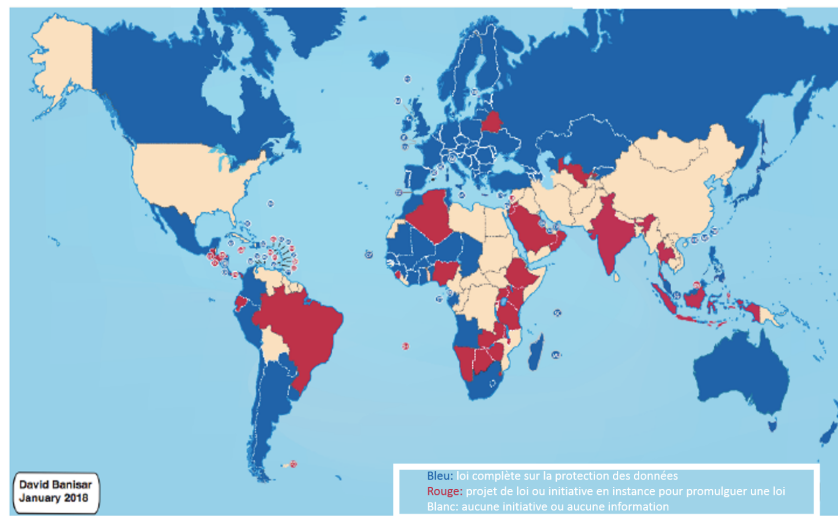 David Banisar
January 2018
Bleu: loi complète sur la protection des données
Rouge: projet de loi ou initiative en instance pour promulguer une loi
Blanc: aucune initiative ou aucune information